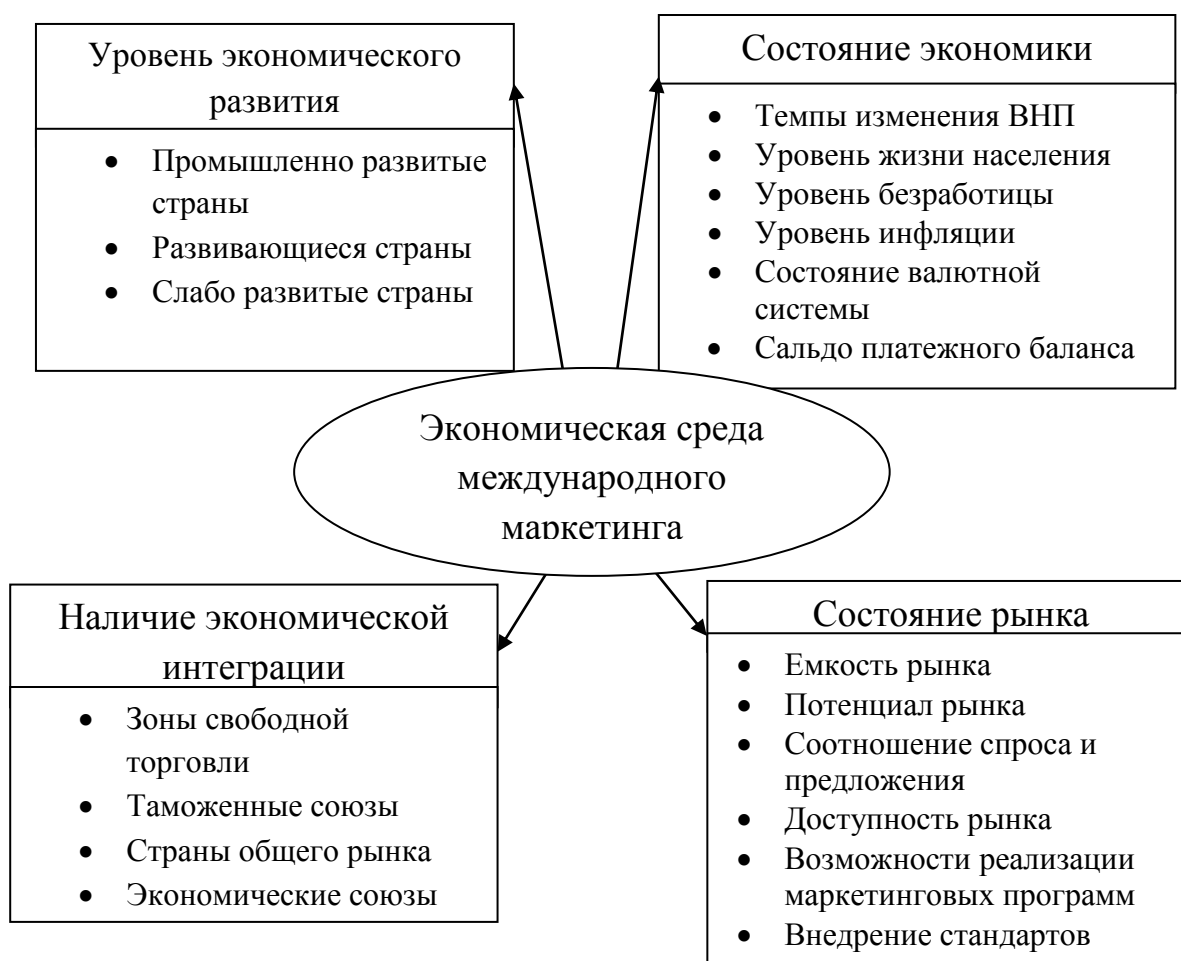 Уровень экономического
развития
• Промышленно развитые
страны
• Развивающиеся страны
• Слабо развитые страны
Состояние экономики
• Темпы изменения ВНП
• Уровень жизни населения
• Уровень безработицы
• Уровень инфляции
• Состояние валютной
системы
• Сальдо платежного баланса
Экономическая среда
международного
маркетинга
Наличие экономической
интеграции
• Зоны свободной
торговли
• Таможенные союзы
• Страны общего рынка
• Экономические союзы
Состояние рынка
• Емкость рынка
• Потенциал рынка
• Соотношение спроса и
предложения
• Доступность рынка
• Возможности реализации
маркетинговых программ
• Внедрение стандартов